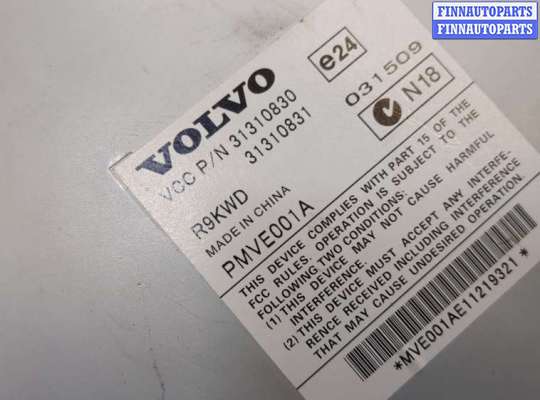 FINNAUTOPARTS
FINNAUTOPARTS
VOLVO
e24
VCC P/N 31310830
31310831
031509
N18
R9KWD
MADE IN CHINA
PMVE001A
THIS DEVICE COMPLIES WITH PART 15 OF THE
FCC RULES. OPERATION IS SUBJECT TO THE
FOLLOWING TWO CONDITIONS:
(1) THIS DEVICE MAY NOT CAUSE HARMFUL
INTERFERENCE.
(2) THIS DEVICE MUST ACCEPT ANY INTERFE-
RENCE RECEIVED INCLUDING INTERFERENCE
THAT MAY CAUSE UNDESIRED OPERATION.
*MVE001AE11219321*